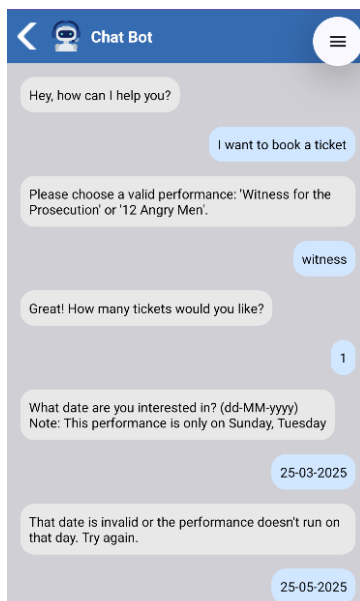 Chat Bot
Hey, how can I help you?
I want to book a ticket
Please choose a valid performance: 'Witness for the
Prosecution' or '12 Angry Men'.
witness
Great! How many tickets would you like?
1
What date are you interested in? (dd-MM-yyyy)
Note: This performance is only on Sunday, Tuesday
25-03-2025
That date is invalid or the performance doesn't run on
that day. Try again.
25-05-2025